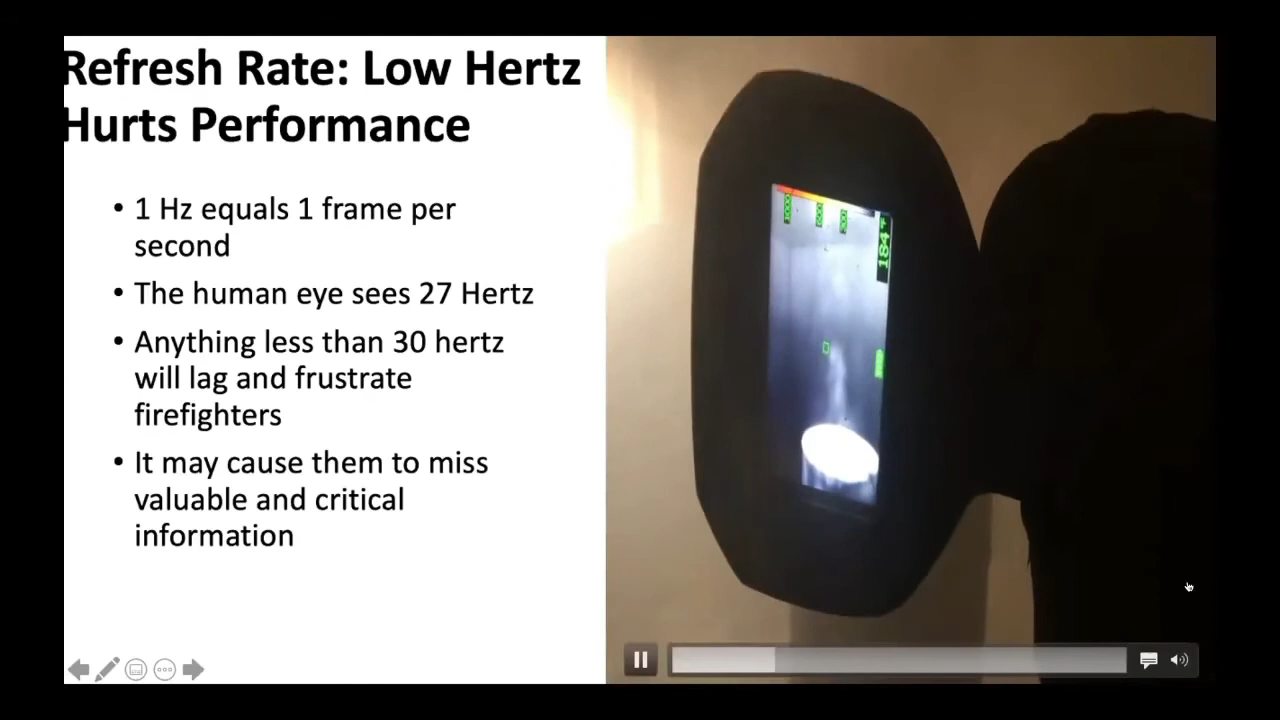 Refresh Rate: Low Hertz
Hurts Performance
• 1 Hz equals 1 frame per
second
• The human eye sees 27 Hertz
• Anything less than 30 hertz
will lag and frustrate
firefighters
• It may cause them to miss
valuable and critical
information
184°F